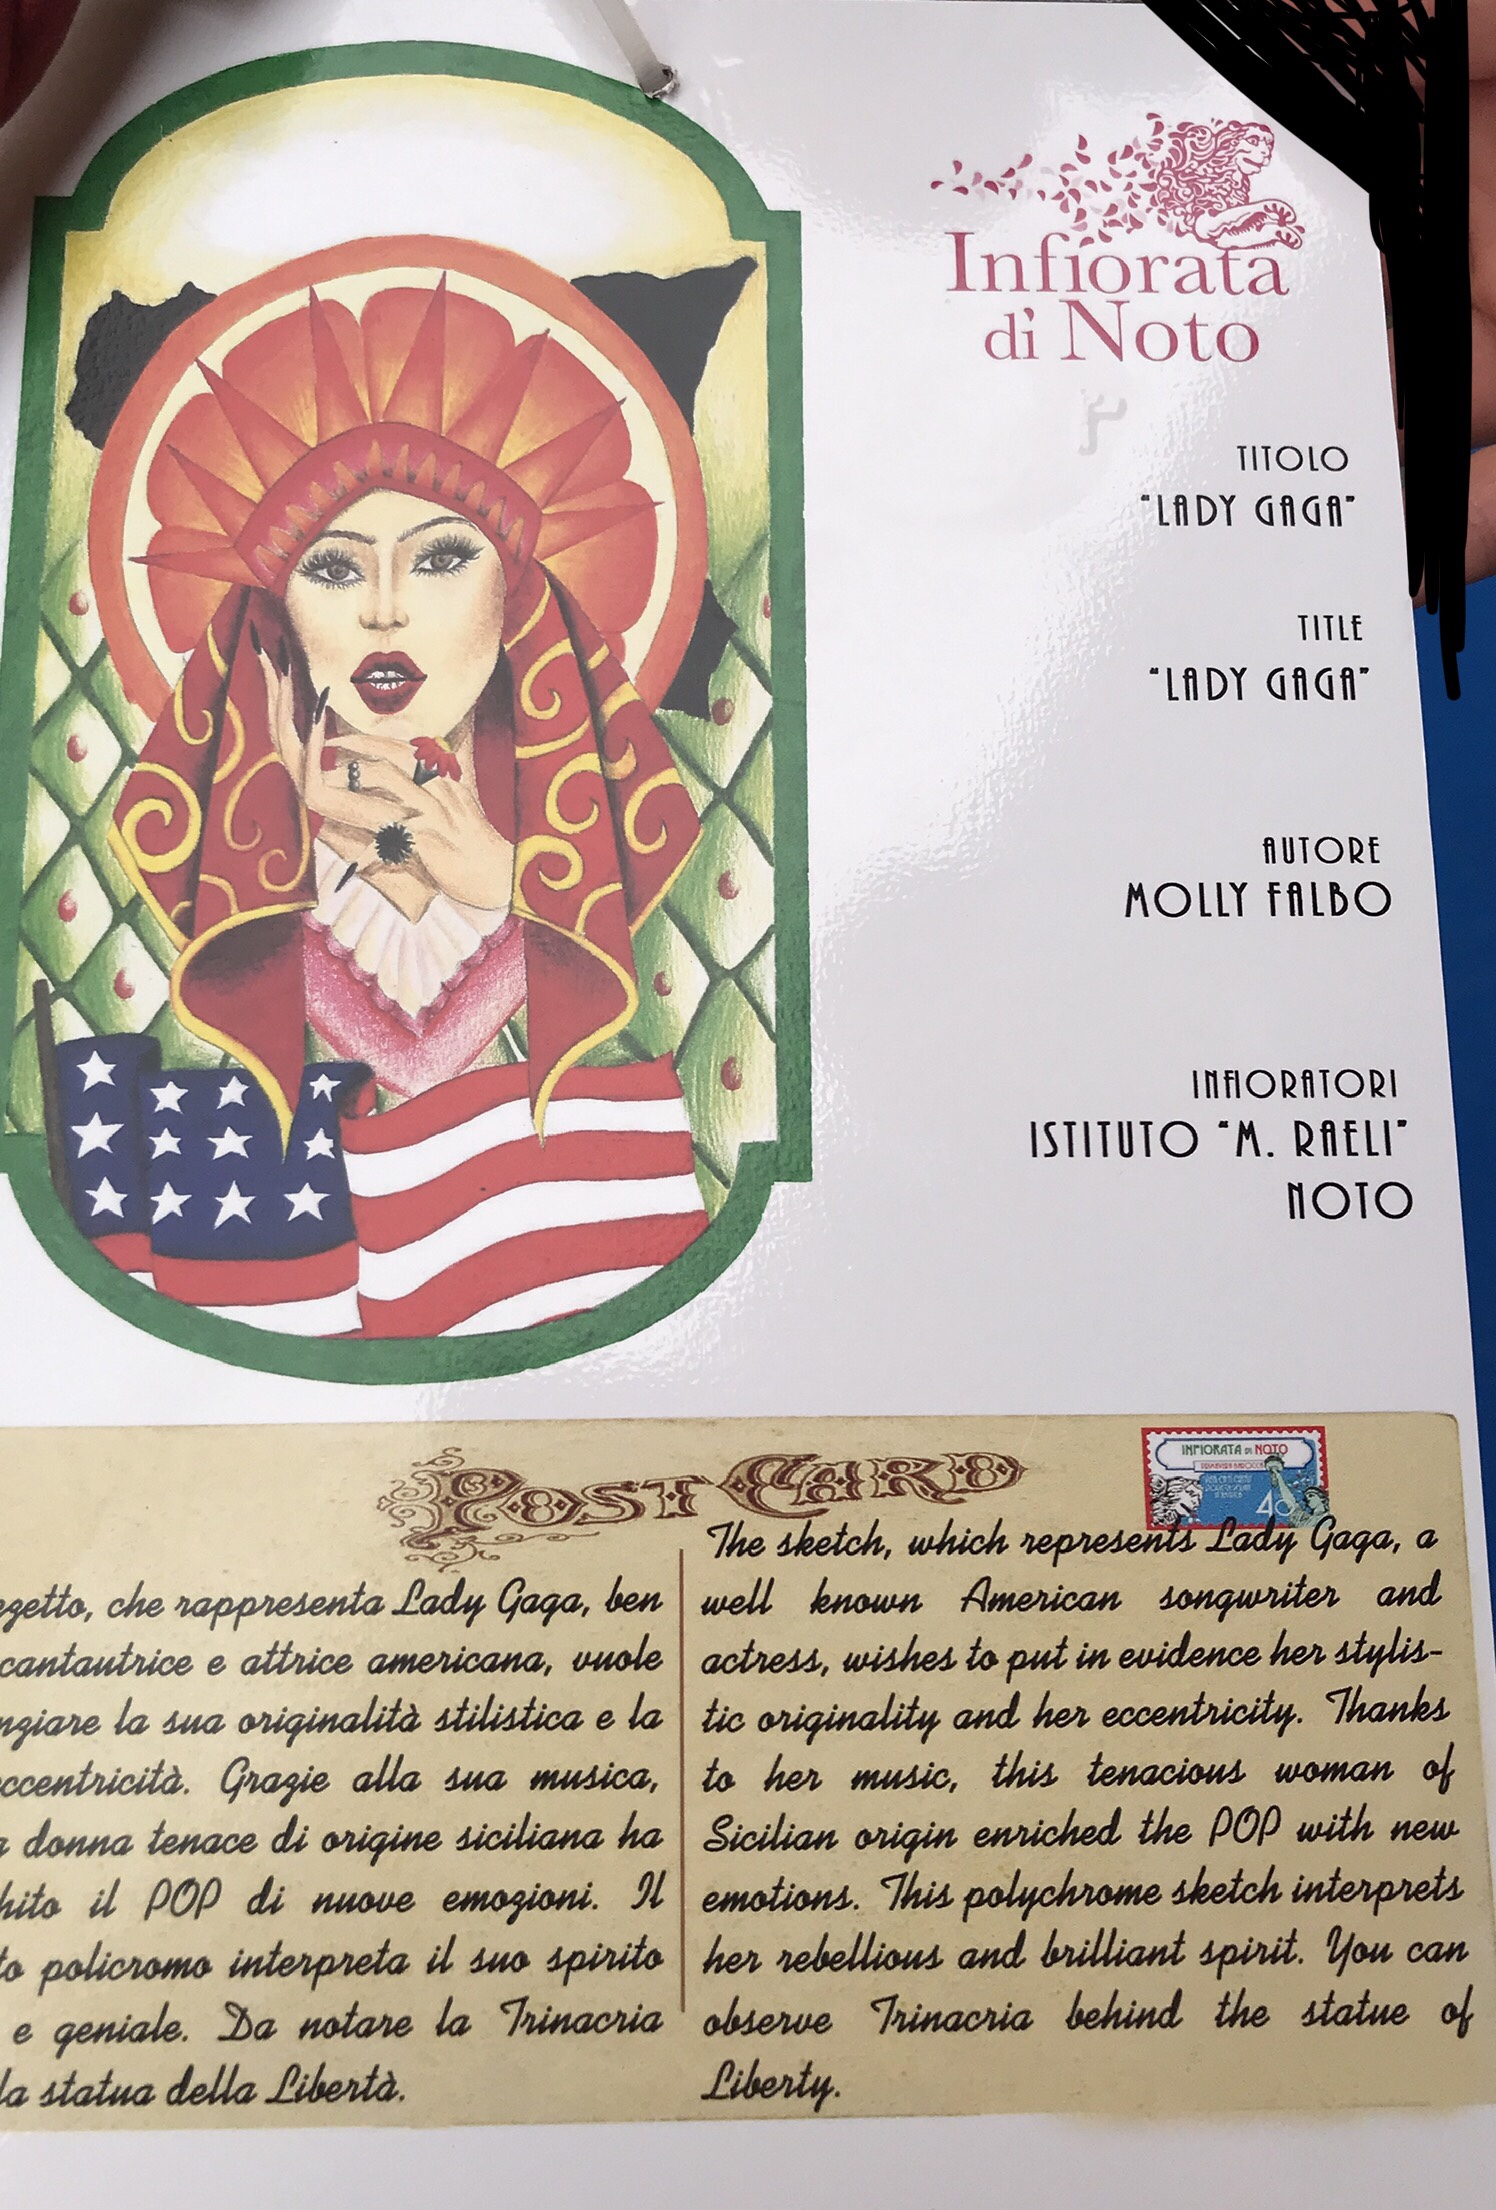 Infiorata
di Noto
TITOLO
"LADY GAGA"
TITLE
"LADY GAGA"
AUTORE
MOLLY FALBO
INFIORATORI
ISTITUTO "M. RAELI"
NOTO
POST CARD
INFIORATA DI NOTO
40
che rappresenta Lady Gaga, ben
cantautrice e attrice americana, vuole
la sua originalità stilistica e la
Grazie alla sua musica,
donna tenace di origine siciliana ha
il POP di nuove emozioni. Il
policromo interpreta il suo spirito
e geniale. Da notare la Trinacria
la statua della Libertà.
The sketch, which represents Lady Gaga, a
well known American songwriter and
actress, wishes to put in evidence her stylis-
tic originality and her eccentricity. Thanks
to her music, this tenacious woman of
Sicilian origin enriched the POP with new
emotions. This polychrome sketch interprets
her rebellious and brilliant spirit. You can
observe Trinacria behind the statue of
Liberty.